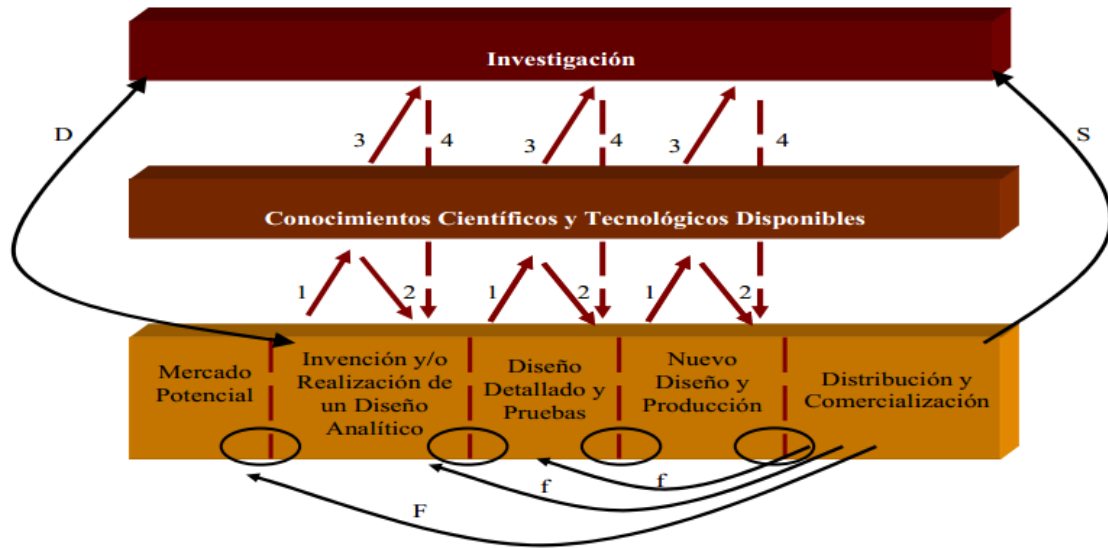 Investigación
D
S
3
4
3
4
3
4
Conocimientos Científicos y Tecnológicos Disponibles
1
2
1
2
1
2
Mercado
Potencial
Invención y/o
Realización de
un Diseño
Analítico
Diseño
Detallado y
Pruebas
Nuevo
Diseño y
Producción
Distribución y
Comercialización
f
f
F